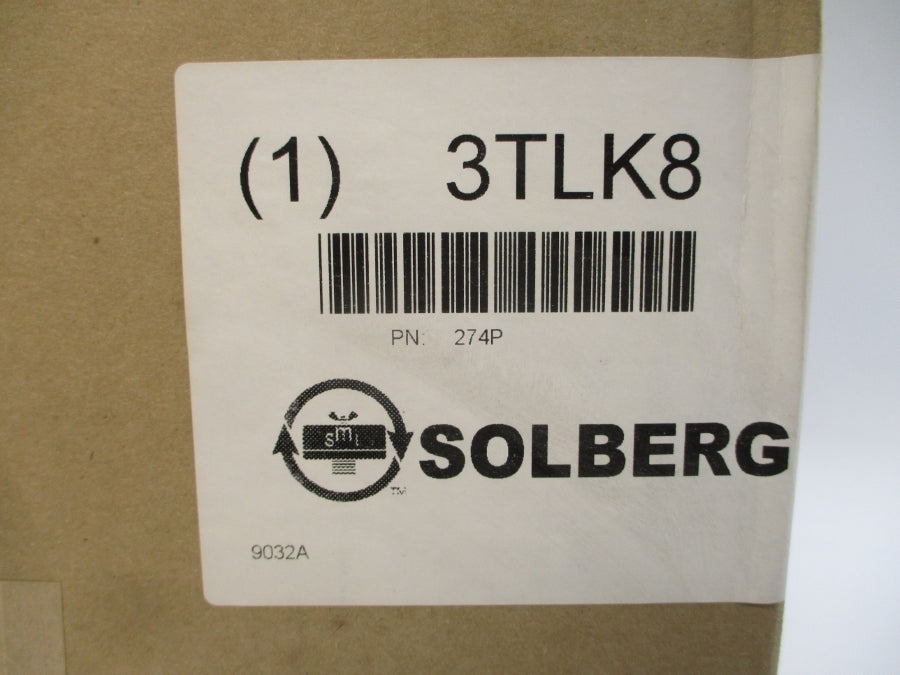 (1) 3TLK8
PN: 274P
smi
TM
SOLBERG
9032A